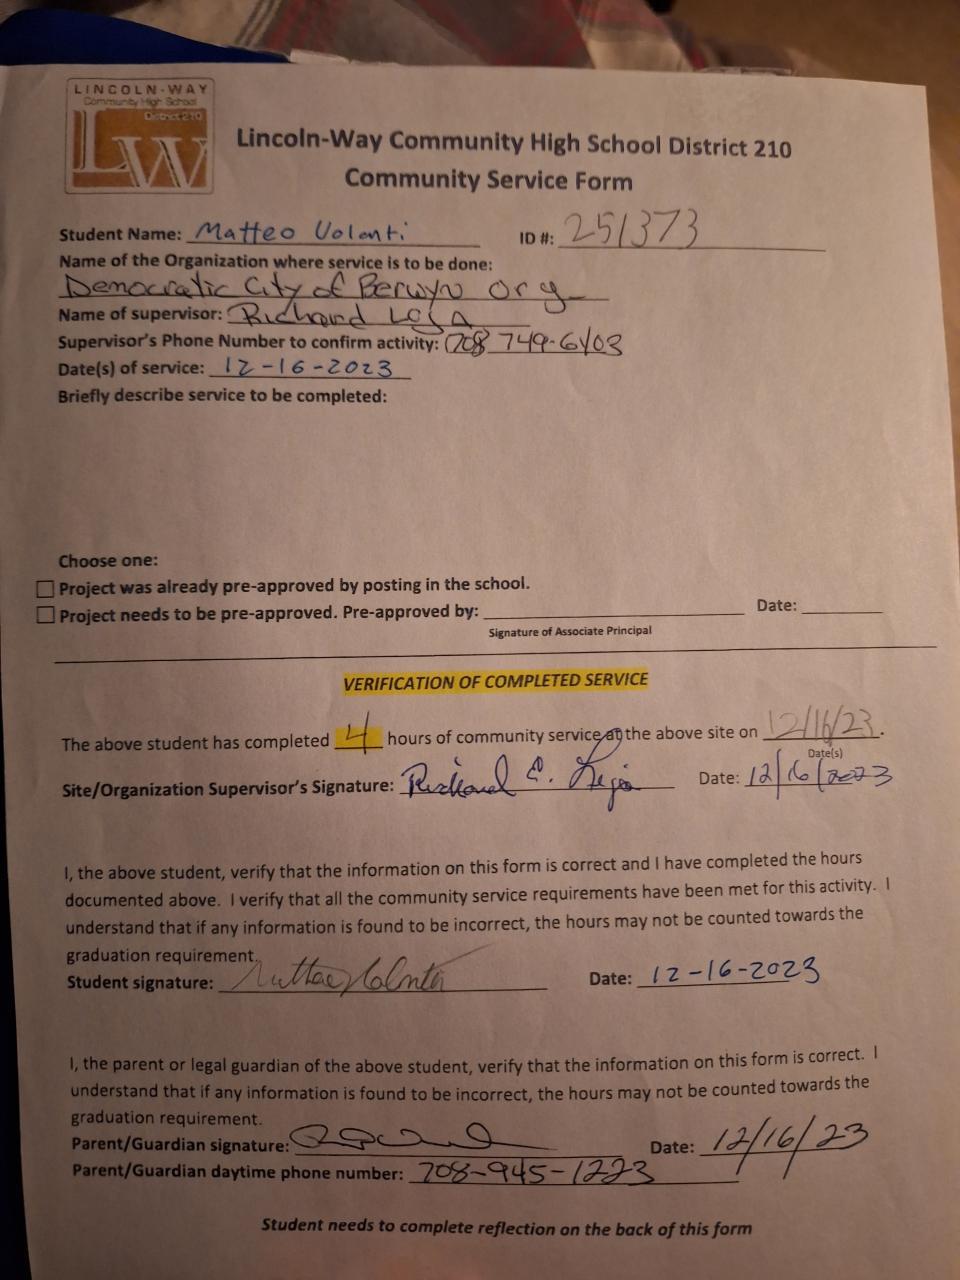 LINCOLN-WAY
Community High School
District 210
LW
Lincoln-Way Community High School District 210
Community Service Form
Student Name: Matteo Volanti ID #: 251373
Name of the Organization where service is to be done:
Democratic City of Berwyn Org
Name of supervisor: Richard
Supervisor's Phone Number to confirm activity: (708 749-6403
Date(s) of service: 12-16-2023
Briefly describe service to be completed:
Choose one:
Project was already pre-approved by posting in the school.
Project needs to be pre-approved. Pre-approved by: Date:
Signature of Associate Principal
VERIFICATION OF COMPLETED SERVICE
The above student has completed 4 hours of community service at the above site on 12/16/23.
Date(s)
Site/Organization Supervisor's Signature: Richard E. Date: 12/16/2023
I, the above student, verify that the information on this form is correct and I have completed the hours
documented above. I verify that all the community service requirements have been met for this activity. I
understand that if any information is found to be incorrect, the hours may not be counted towards the
graduation requirement.
Student signature: Matteo Volanti Date: 12-16-2023
I, the parent or legal guardian of the above student, verify that the information on this form is correct. I
understand that if any information is found to be incorrect, the hours may not be counted towards the
graduation requirement.
Parent/Guardian signature: Date: 12/16/23
Parent/Guardian daytime phone number: 708-945-1223
Student needs to complete reflection on the back of this form